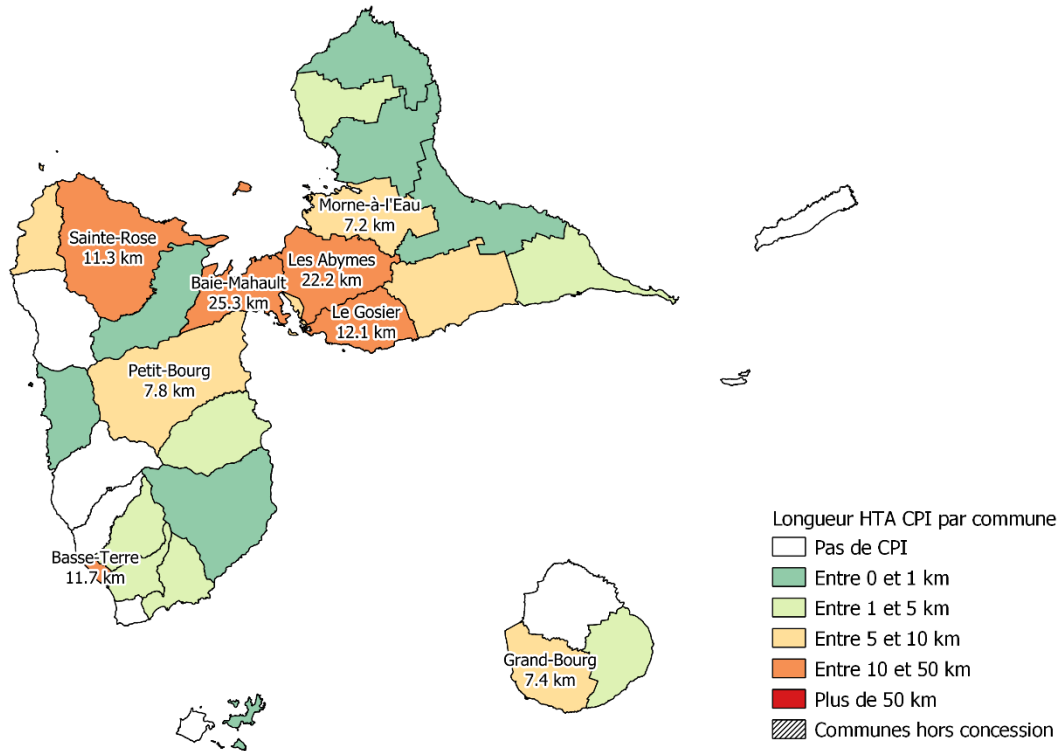 Morne-à-l'Eau
7.2 km
Sainte-Rose
11.3 km
Les Abymes
22.2 km
Baie-Mahault
25.3 km
Le Gosier
12.1 km
Petit-Bourg
7.8 km
Basse-Terre
11.7 km
Grand-Bourg
7.4 km
Longueur HTA CPI par commune
Pas de CPI
Entre 0 et 1 km
Entre 1 et 5 km
Entre 5 et 10 km
Entre 10 et 50 km
Plus de 50 km
Communes hors concession